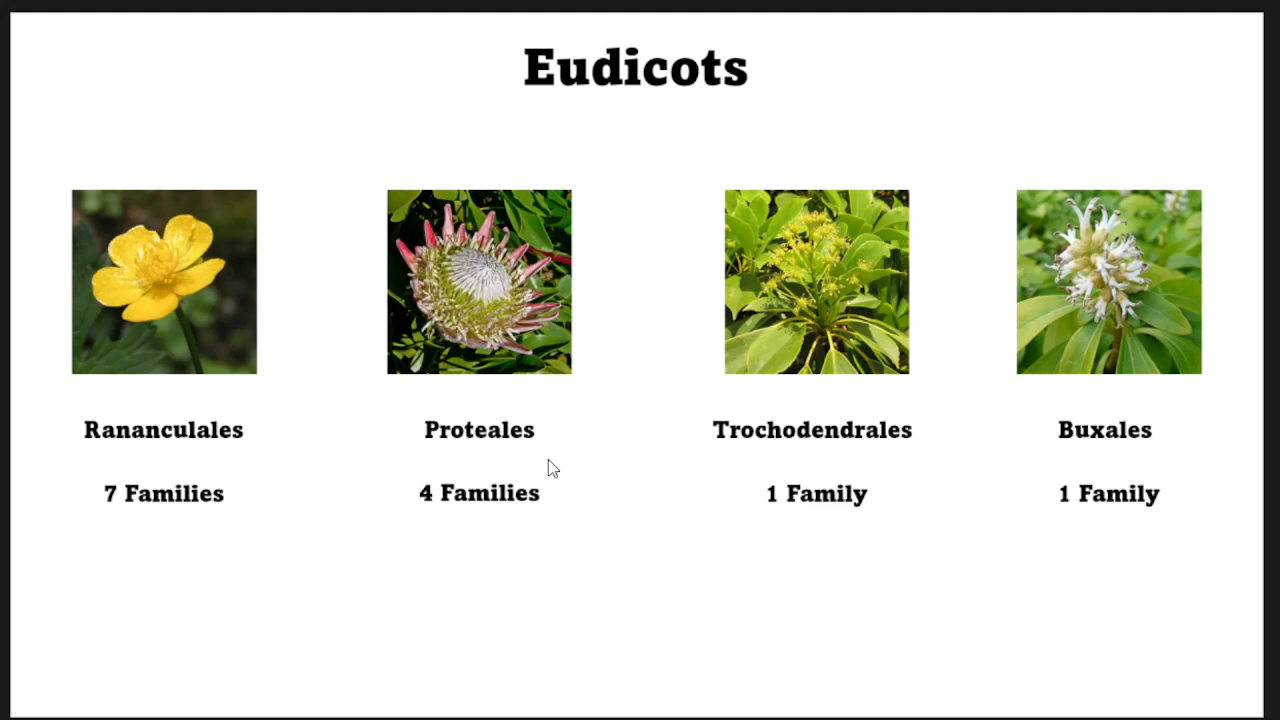 Eudicots
Rananculales
Proteales
Trochodendrales
Buxales
7 Families
4 Families
1 Family
1 Family